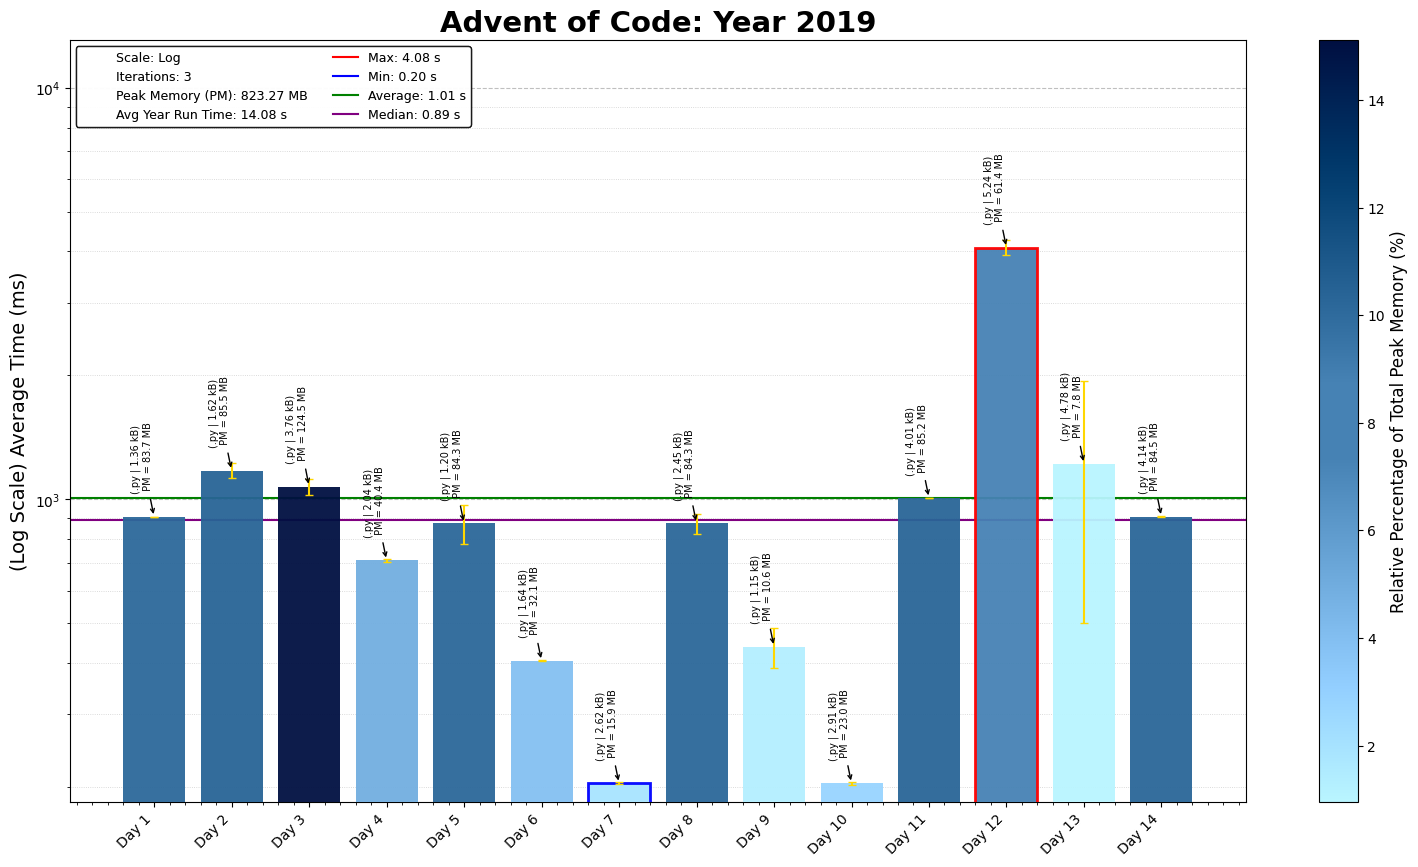 Advent of Code: Year 2019
Scale: Log
Iterations: 3
Peak Memory (PM): 823.27 MB
Avg Year Run Time: 14.08 s
Max: 4.08 s
Min: 0.20 s
Average: 1.01 s
Median: 0.89 s
(Log Scale) Average Time (ms)
10⁴
10³
(.py | 1.36 kB)
PM = 83.7 MB
(.py | 1.62 kB)
PM = 85.5 MB
(.py | 3.76 kB)
PM = 124.5 MB
(.py | 2.04 kB)
PM = 40.4 MB
(.py | 1.20 kB)
PM = 84.3 MB
(.py | 1.64 kB)
PM = 32.1 MB
(.py | 2.62 kB)
PM = 15.9 MB
(.py | 2.45 kB)
PM = 84.3 MB
(.py | 1.15 kB)
PM = 10.6 MB
(.py | 2.91 kB)
PM = 23.0 MB
(.py | 4.01 kB)
PM = 85.2 MB
(.py | 5.24 kB)
PM = 61.4 MB
(.py | 4.78 kB)
PM = 7.8 MB
(.py | 4.14 kB)
PM = 84.5 MB
Day 1
Day 2
Day 3
Day 4
Day 5
Day 6
Day 7
Day 8
Day 9
Day 10
Day 11
Day 12
Day 13
Day 14
14
12
10
8
6
4
2
Relative Percentage of Total Peak Memory (%)